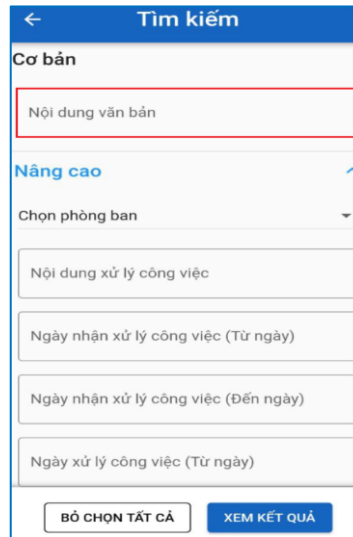 Tìm kiếm
Cơ bản
Nội dung văn bản
Nâng cao
Chọn phòng ban
Nội dung xử lý công việc
Ngày nhận xử lý công việc (Từ ngày)
Ngày nhận xử lý công việc (Đến ngày)
Ngày xử lý công việc (Từ ngày)
BỎ CHỌN TẤT CẢ XEM KẾT QUẢ